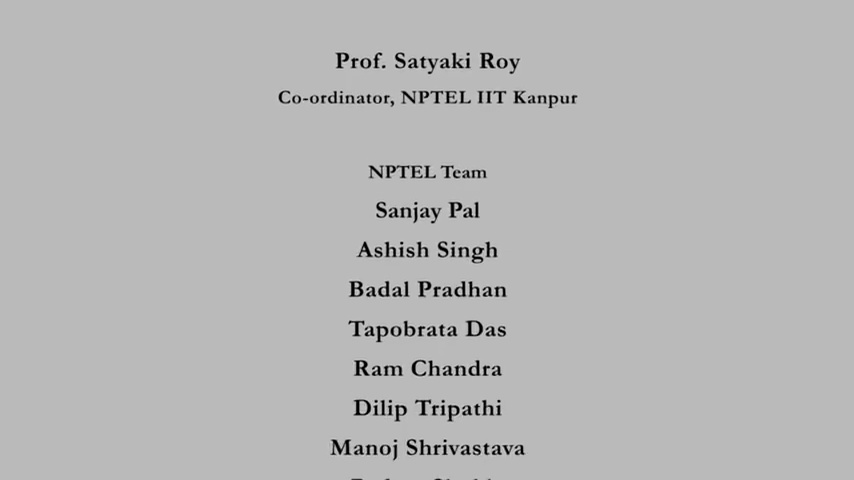 Prof. Satyaki Roy
Co-ordinator, NPTEL IIT Kanpur
NPTEL Team
Sanjay Pal
Ashish Singh
Badal Pradhan
Tapobrata Das
Ram Chandra
Dilip Tripathi
Manoj Shrivastava